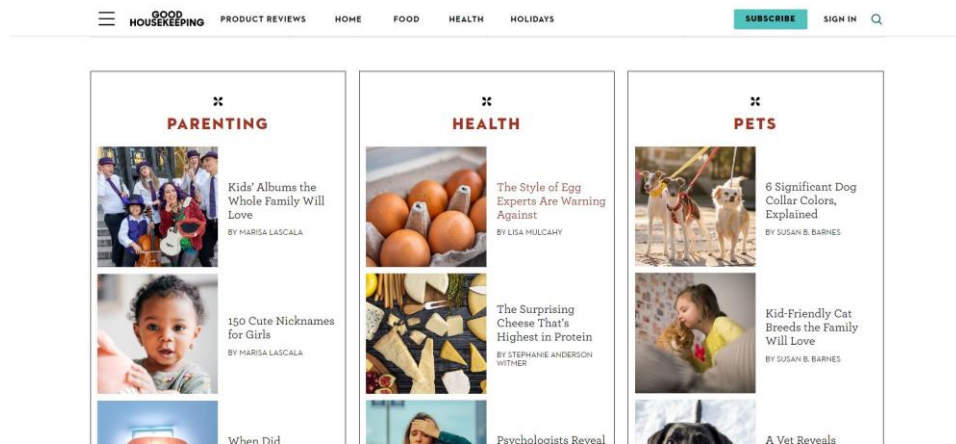 GOOD
HOUSEKEEPING
PRODUCT REVIEWS
HOME
FOOD
HEALTH
HOLIDAYS
SUBSCRIBE
SIGN IN
PARENTING
Kids' Albums the
Whole Family Will
Love
BY MARISA LASCALA
150 Cute Nicknames
for Girls
BY MARISA LASCALA
When Did
HEALTH
The Style of Egg
Experts Are Warning
Against
BY LISA MULCAHY
The Surprising
Cheese That's
Highest in Protein
BY STEPHANIE ANDERSON
WITMER
Psychologists Reveal
PETS
6 Significant Dog
Collar Colors,
Explained
BY SUSAN B. BARNES
Kid-Friendly Cat
Breeds the Family
Will Love
BY SUSAN B. BARNES
A Vet Reveals